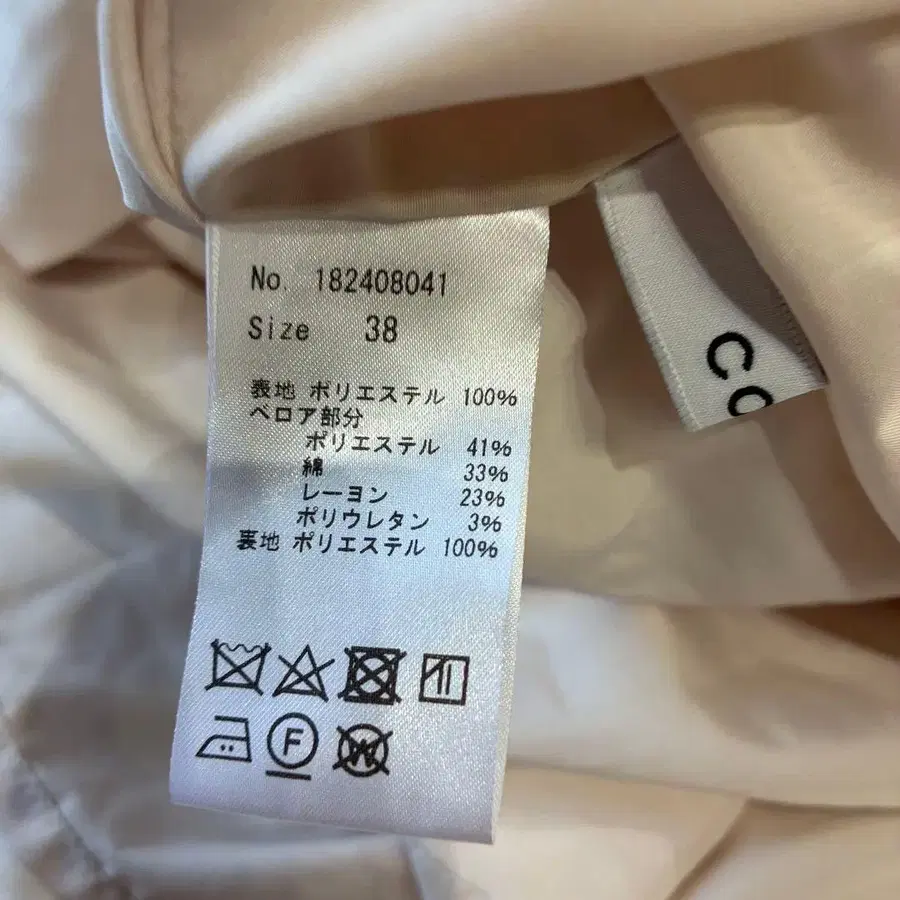 No. 182408041
Size 38
表地 ポリエステル 100%
ベロア部分
ポリエステル 41%
綿 33%
レーヨン 23%
ポリウレタン 3%
裏地 ポリエステル 100%
F
W
CO